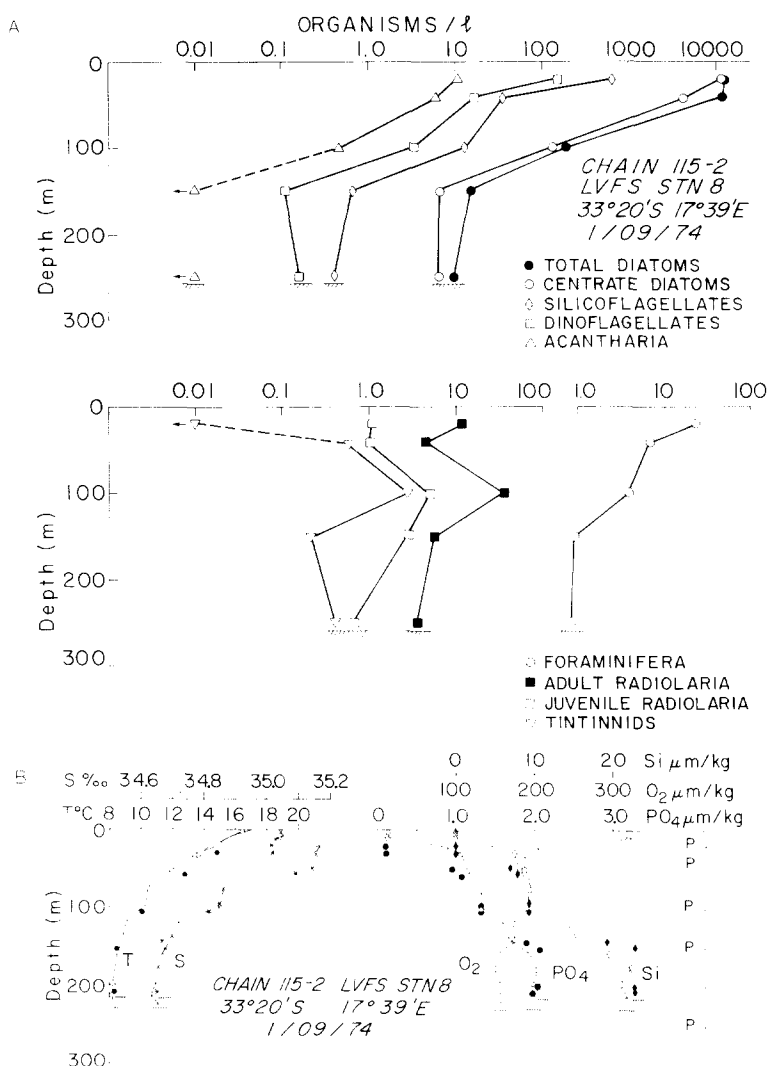 A
ORGANISMS / ℓ
0.01 0.1 1.0 10 100 1000 10000
0
100
200
300
Depth (m)
CHAIN 115-2
LVFS STN 8
33°20'S 17°39'E
1/09/74
TOTAL DIATOMS
CENTRATE DIATOMS
SILICOFLAGELLATES
DINOFLAGELLATES
ACANTHARIA
0.01 0.1 1.0 10 100 1.0 10 100
0
100
200
300
Depth (m)
FORAMINIFERA
ADULT RADIOLARIA
JUVENILE RADIOLARIA
TINTINNIDS
B
0 10 20 Si µm/kg
S ‰ 34.6 34.8 35.0 35.2
100 200 300 O₂ µm/kg
T°C 8 10 12 14 16 18 20
0 1.0 2.0 3.0 PO₄ µm/kg
0
100
200
300
Depth (m)
P
P
P
P
P
P
T S O₂ PO₄ Si
CHAIN 115-2 LVFS STN 8
33°20'S 17°39'E
1/09/74